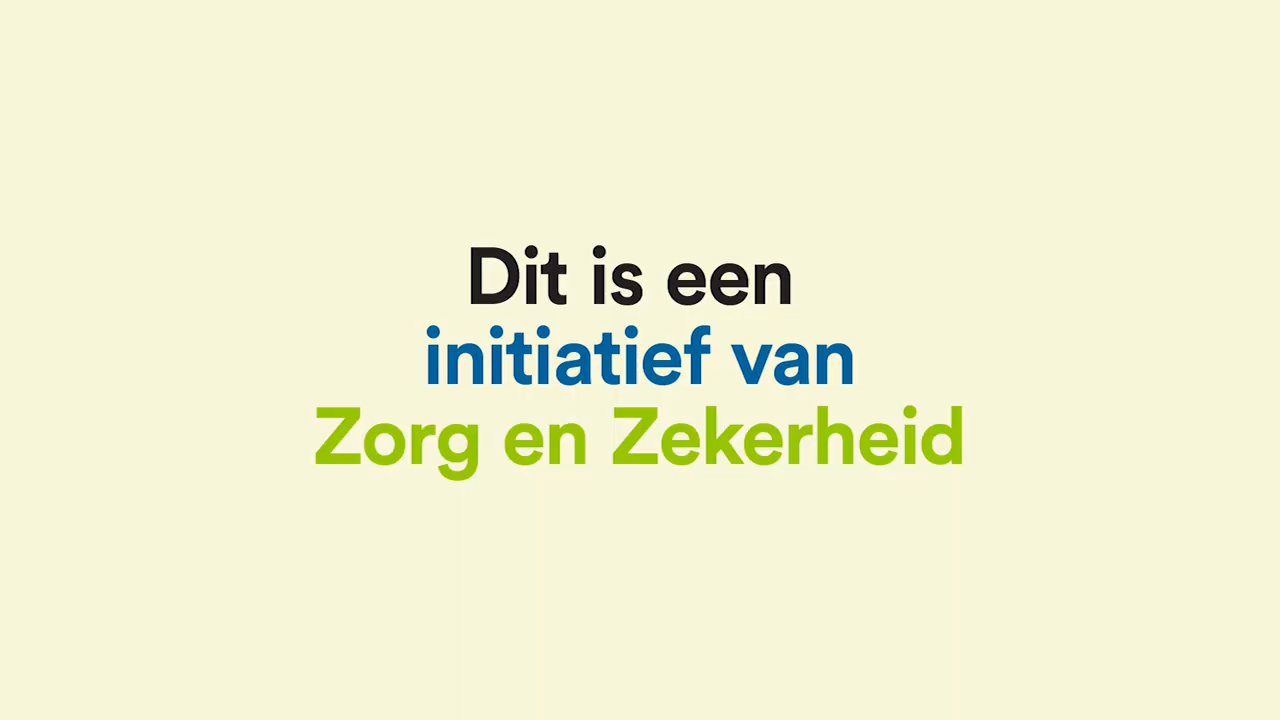 Dit is een
initiatief van
Zorg en Zekerheid